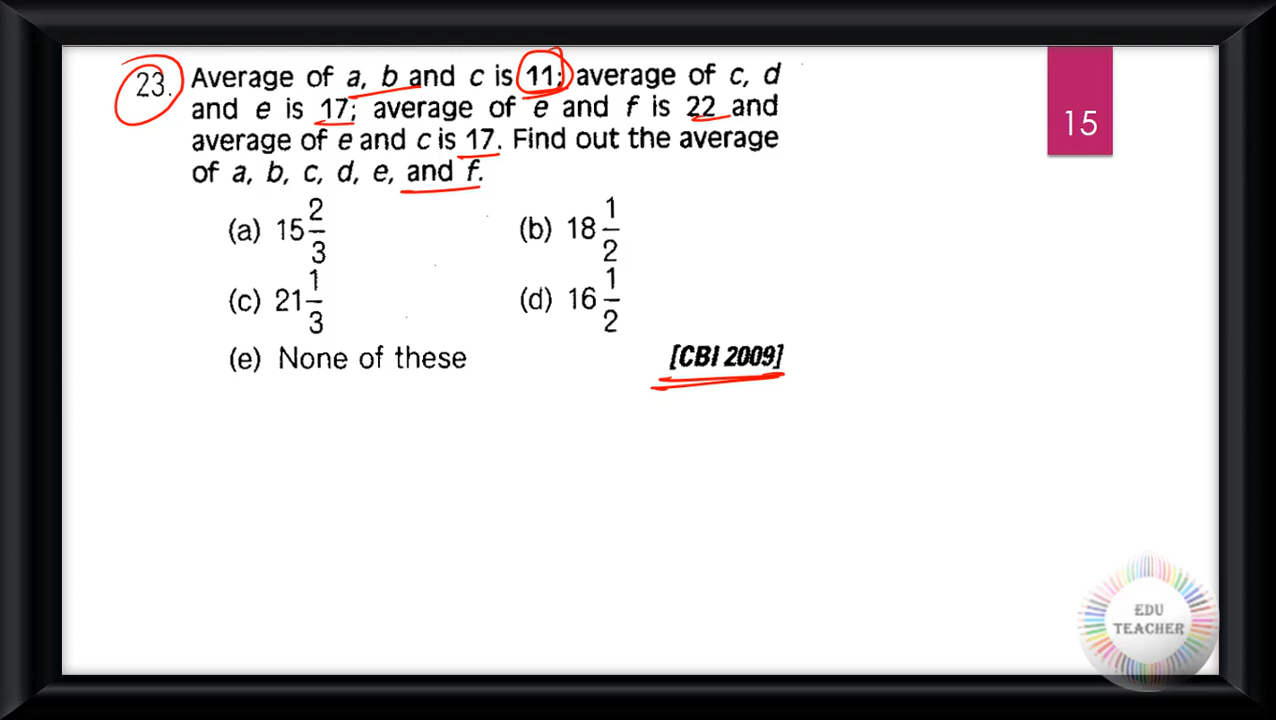 23. Average of a, b and c is 11; average of c, d
and e is 17; average of e and f is 22 and
average of e and c is 17. Find out the average
of a, b, c, d, e, and f.
(a) 15 2/3 (b) 18 1/2
(c) 21 1/3 (d) 16 1/2
(e) None of these [CBI 2009]
15
EDU
TEACHER